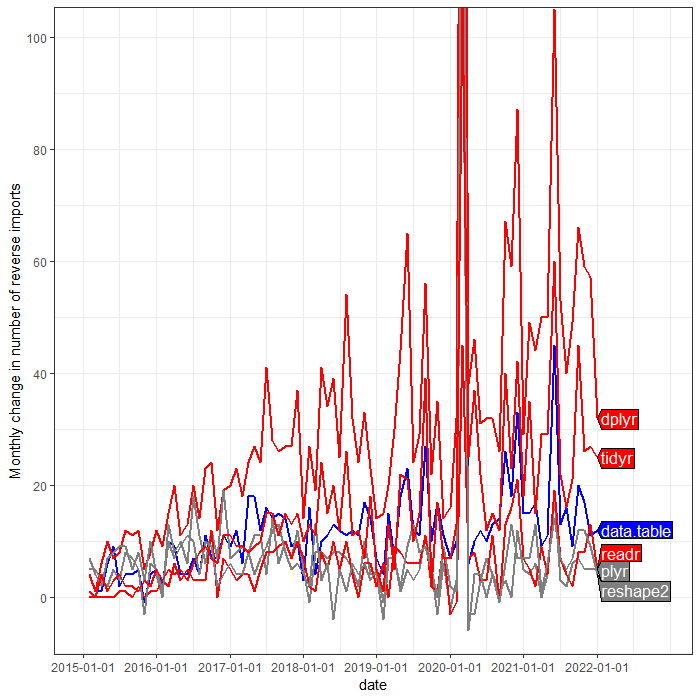 Monthly change in number of reverse imports
100
80
60
40
20
0
dplyr
tidyr
data.table
readr
plyr
reshape2
2015-01-01 2016-01-01 2017-01-01 2018-01-01 2019-01-01 2020-01-01 2021-01-01 2022-01-01
date